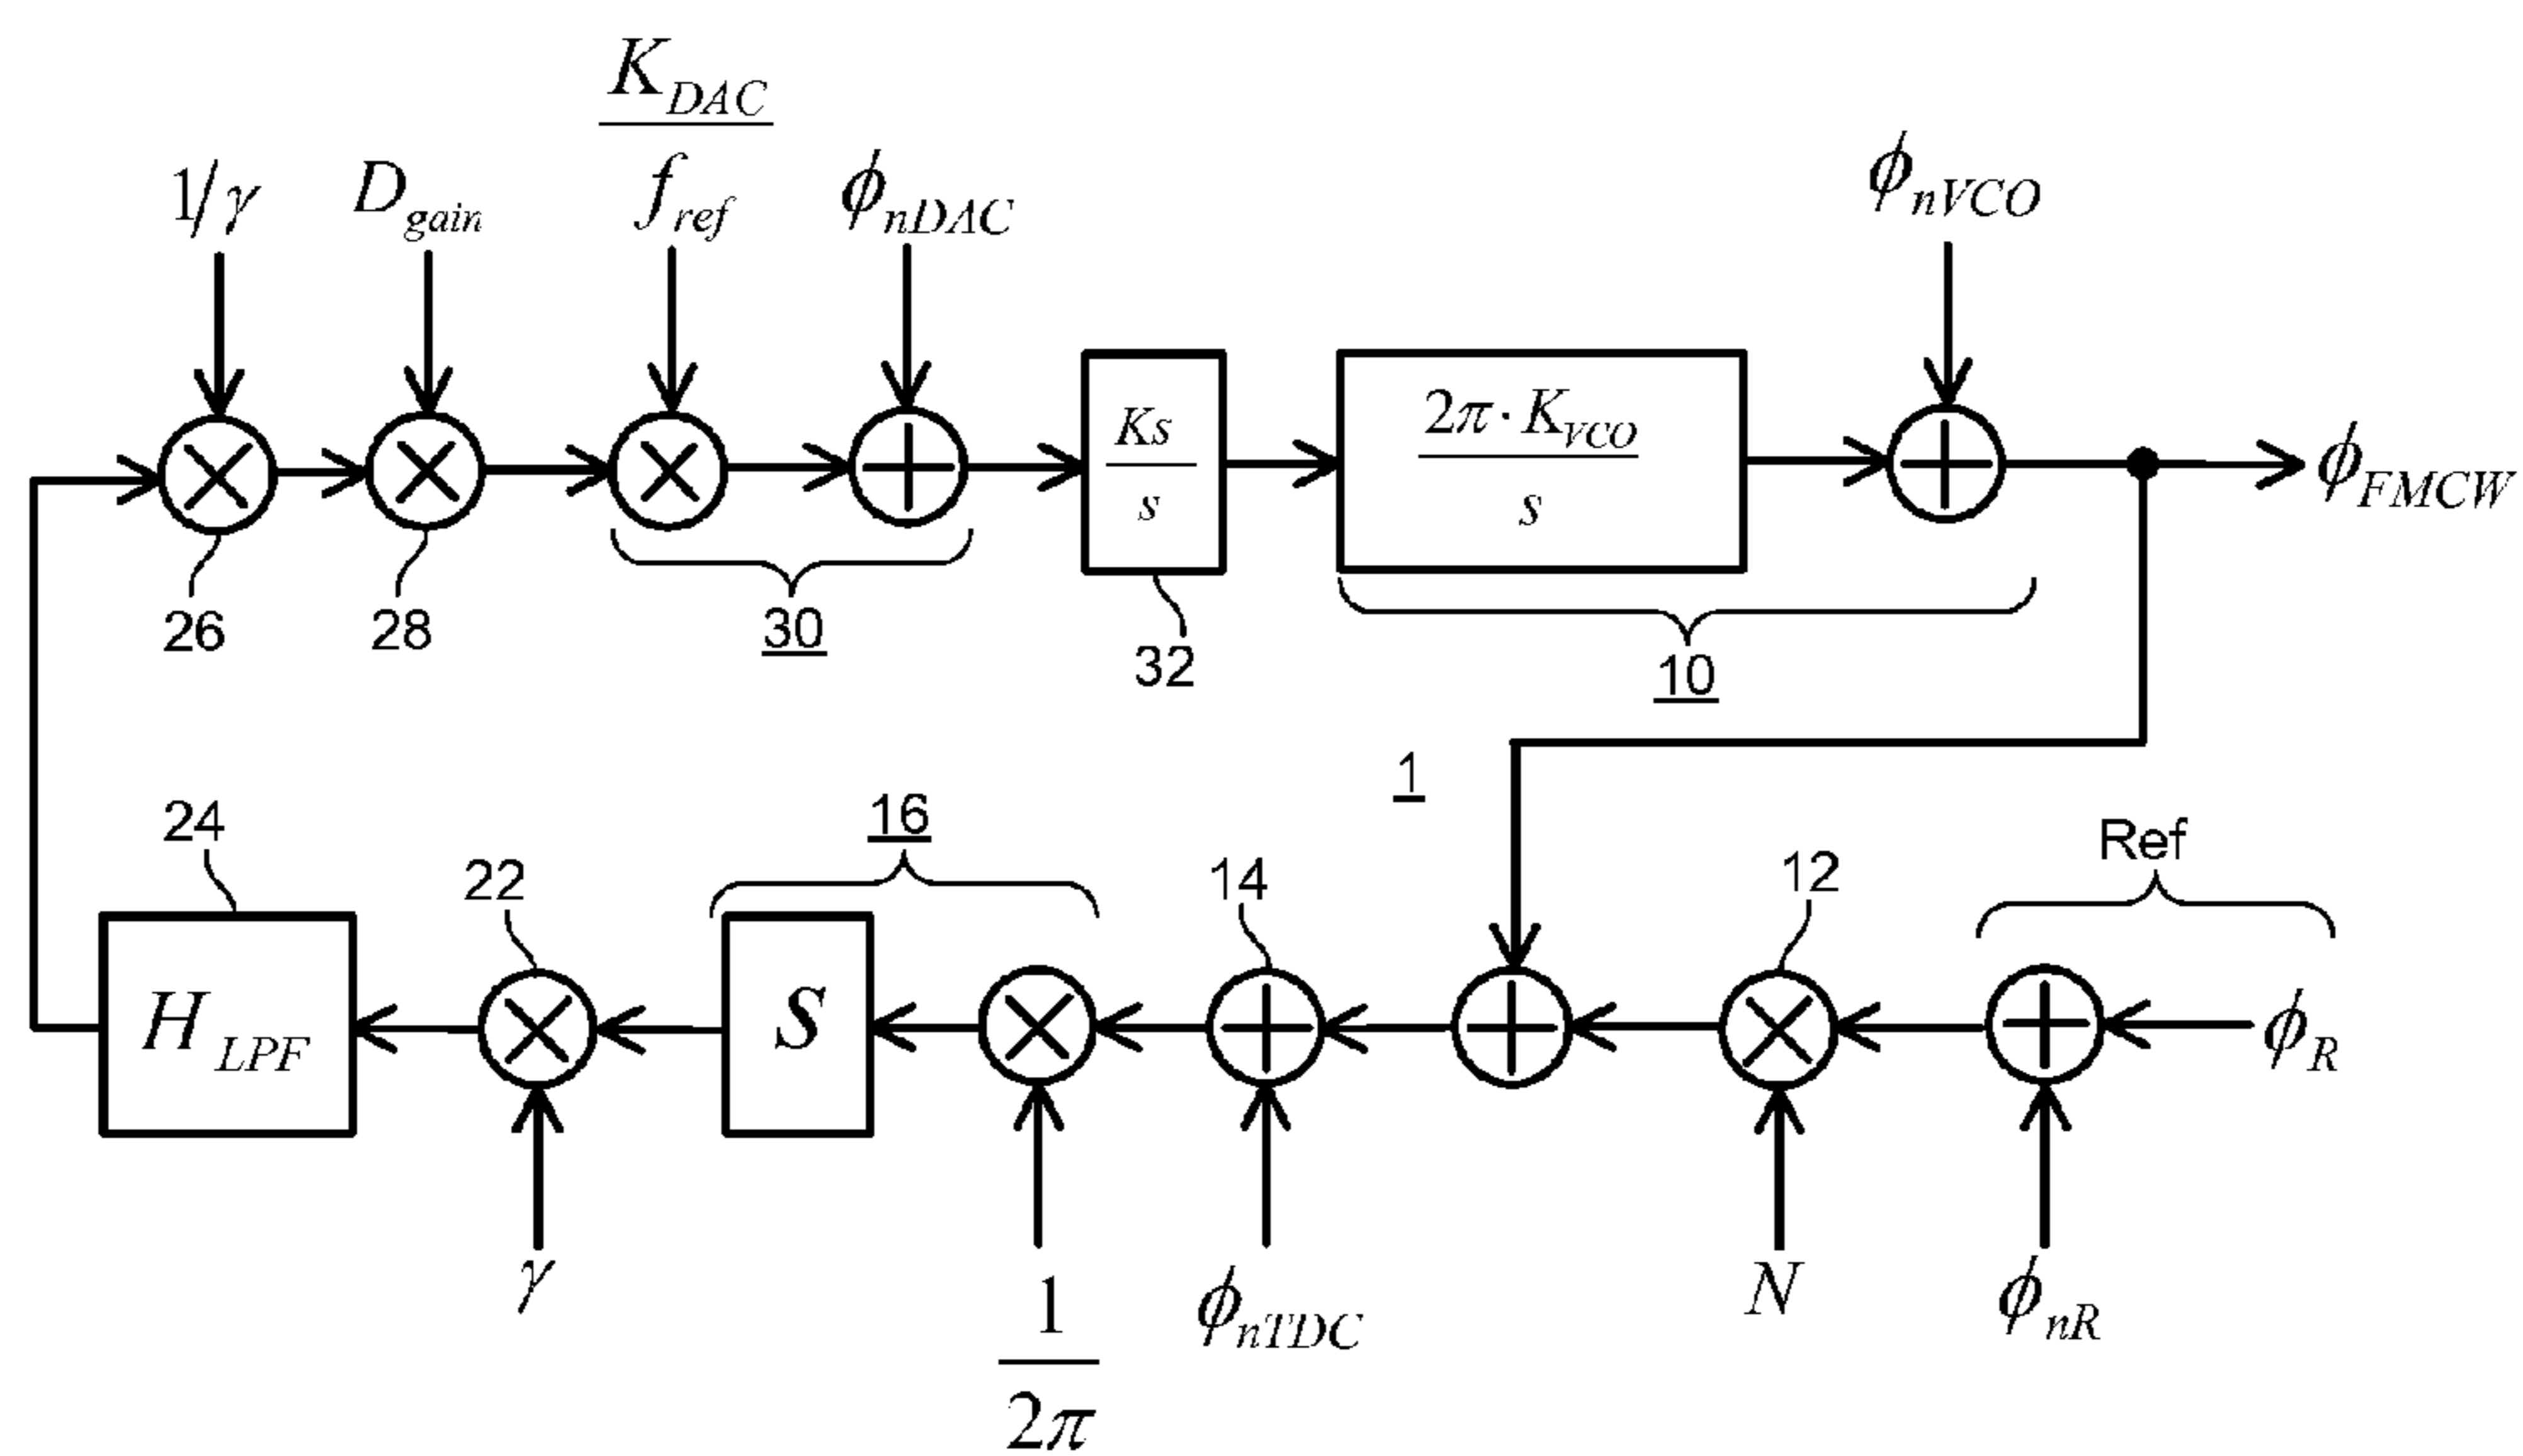 K_DAC
f_ref
1/γ
D_gain
ϕ_nDAC
ϕ_nVCO
Ks
s
2π·K_VCO
s
ϕ_FMCW
26
28
30
32
10
1
24
22
16
14
12
Ref
H_LPF
S
ϕ_R
γ
1
2π
ϕ_nTDC
N
ϕ_nR